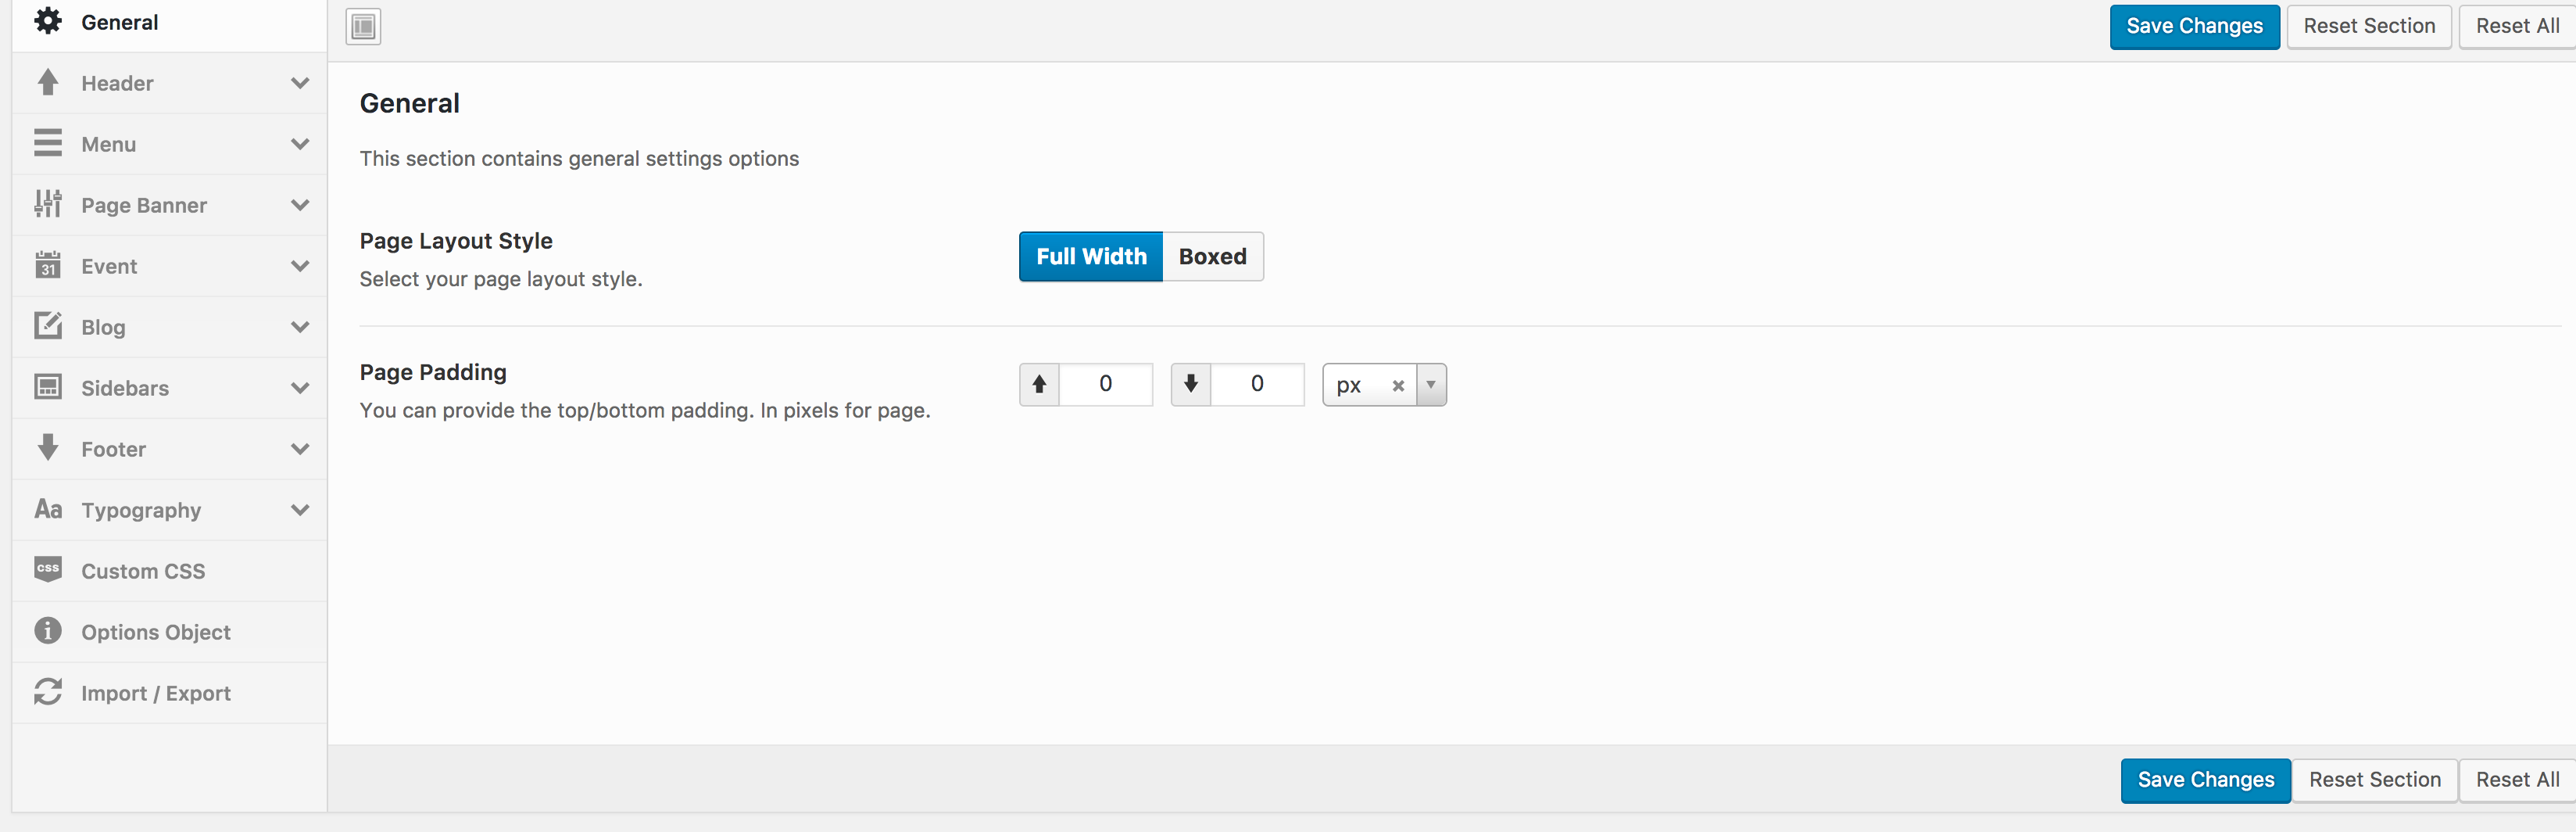 General
Header
Menu
Page Banner
31
Event
Blog
Sidebars
Footer
Aa
Typography
css
Custom CSS
i
Options Object
Import / Export
Save Changes
Reset Section
Reset All
General
This section contains general settings options
Page Layout Style
Select your page layout style.
Full Width
Boxed
Page Padding
You can provide the top/bottom padding. In pixels for page.
0
0
px
Save Changes
Reset Section
Reset All